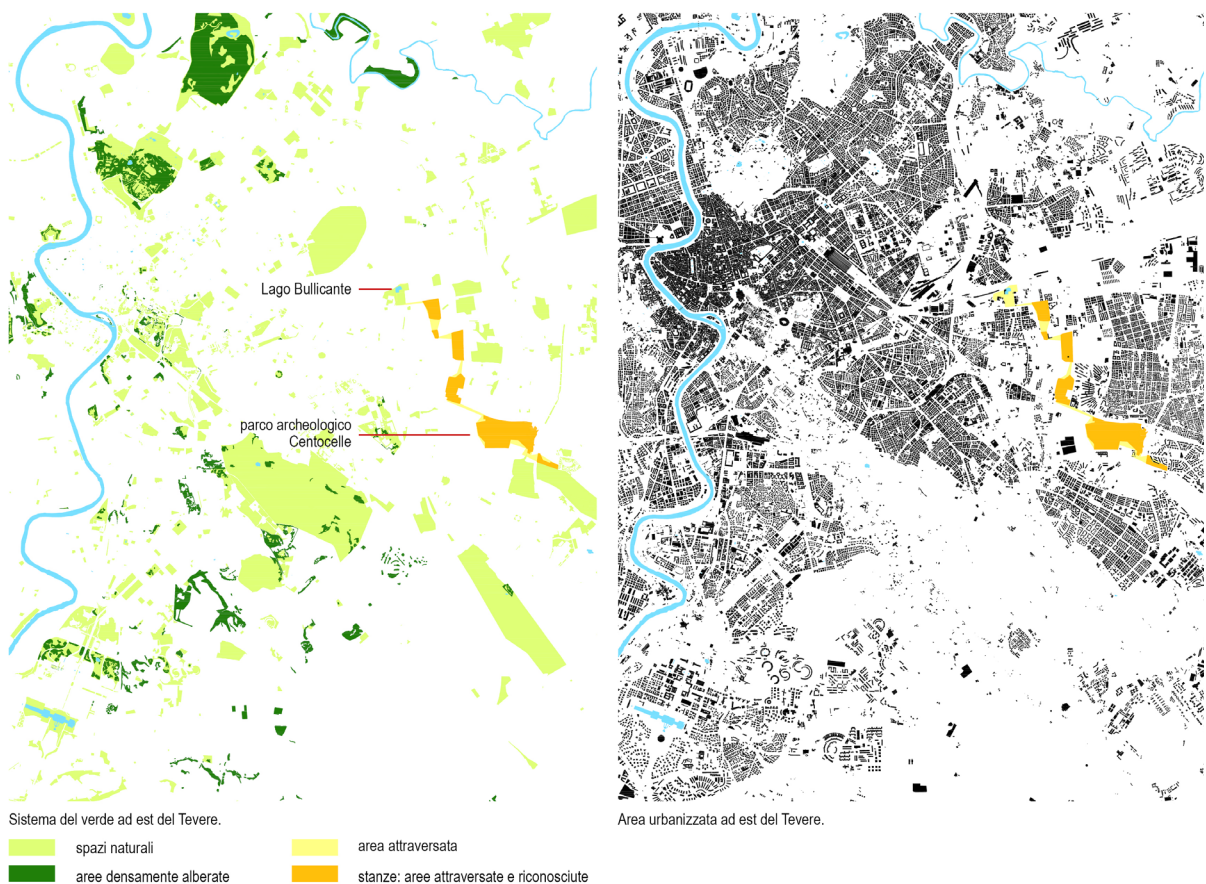 Lago Bullicante
parco archeologico
Centocelle
Sistema del verde ad est del Tevere.
Area urbanizzata ad est del Tevere.
spazi naturali
area attraversata
aree densamente alberate
stanze: aree attraversate e riconosciute